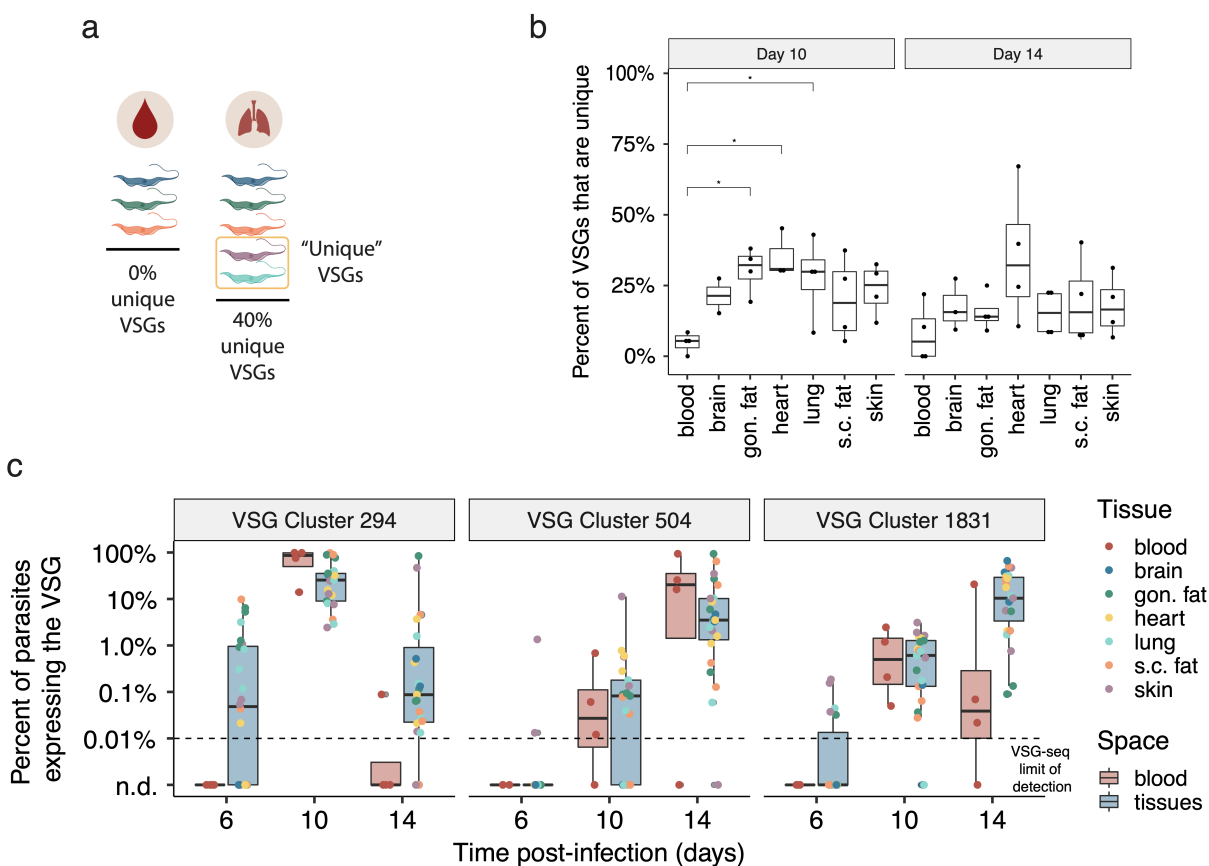 a
0%
unique
VSGs
"Unique"
VSGs
40%
unique
VSGs
b
Percent of VSGs that are unique
Day 10
Day 14
100%
75%
50%
25%
0%
*
*
*
blood
brain
gon. fat
heart
lung
s.c. fat
skin
blood
brain
gon. fat
heart
lung
s.c. fat
skin
c
Percent of parasites
expressing the VSG
VSG Cluster 294
VSG Cluster 504
VSG Cluster 1831
100%
10%
1.0%
0.1%
0.01%
n.d.
VSG-seq
limit of
detection
6
10
14
6
10
14
6
10
14
Time post-infection (days)
Tissue
blood
brain
gon. fat
heart
lung
s.c. fat
skin
Space
blood
tissues